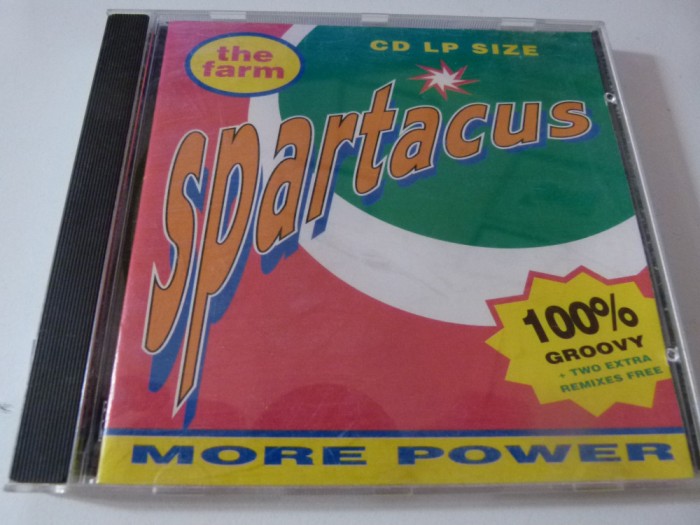 the
farm
CD LP SIZE
spartacus
100%
GROOVY
+ TWO EXTRA
REMIXES FREE
MORE POWER